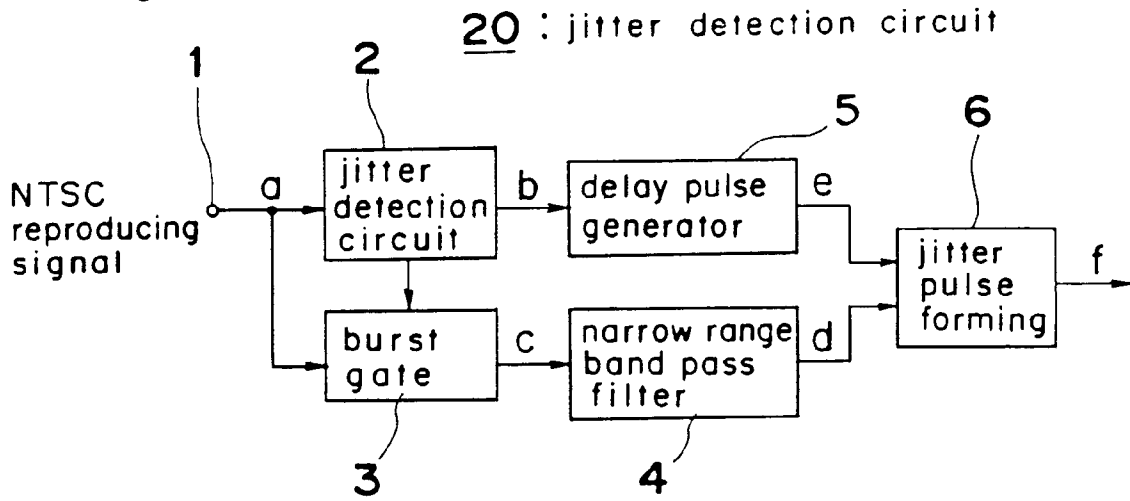 20 : jitter detection circuit
1
2
5
6
NTSC
reproducing
signal
a
jitter
detection
circuit
b
delay pulse
generator
e
jitter
pulse
forming
f
burst
gate
c
narrow range
band pass
filter
d
3
4